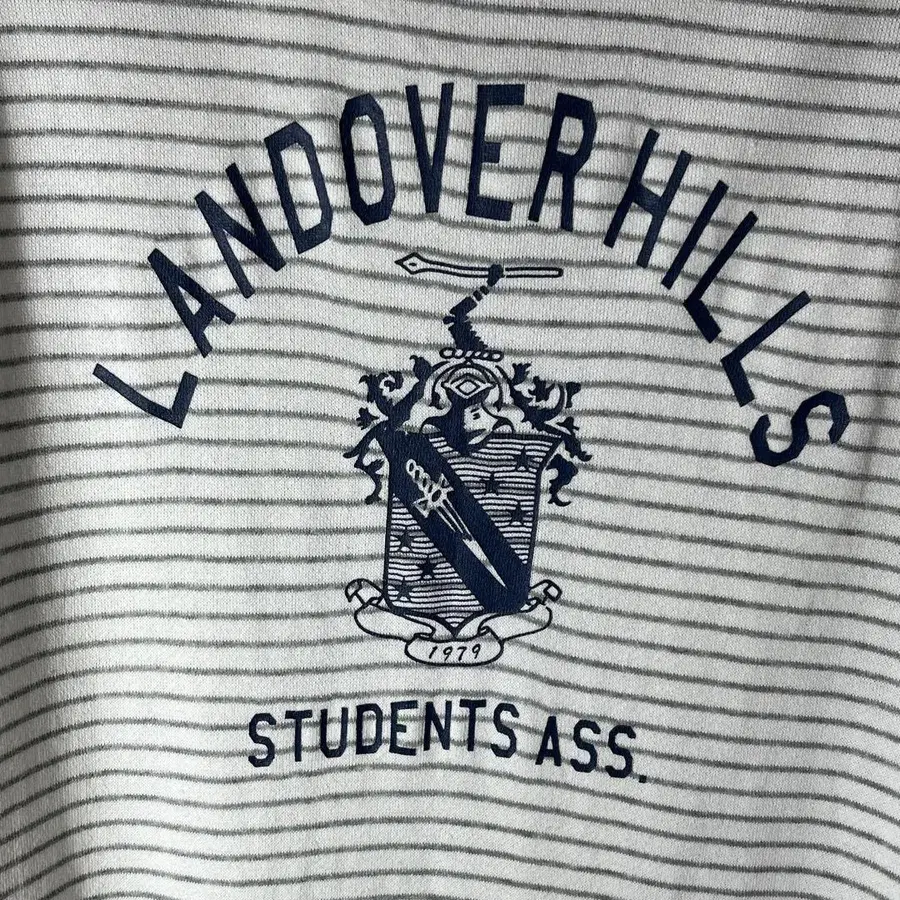 LANDOVER HILLS
1979
STUDENTS ASS.